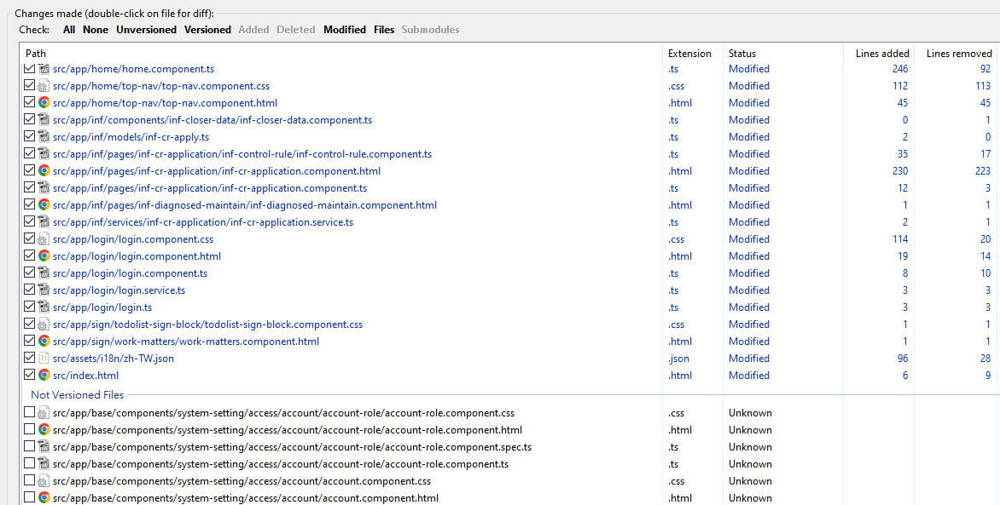 Changes made (double-click on file for diff):
Check: All None Unversioned Versioned Added Deleted Modified Files Submodules
Path Extension Status Lines added Lines removed
src/app/home/home.component.ts .ts Modified 246 92
src/app/home/top-nav/top-nav.component.css .css Modified 112 113
src/app/home/top-nav/top-nav.component.html .html Modified 45 45
src/app/inf/components/inf-closer-data/inf-closer-data.component.ts .ts Modified 0 1
src/app/inf/models/inf-cr-apply.ts .ts Modified 2 0
src/app/inf/pages/inf-cr-application/inf-control-rule/inf-control-rule.component.ts .ts Modified 35 17
src/app/inf/pages/inf-cr-application/inf-cr-application.component.html .html Modified 230 223
src/app/inf/pages/inf-cr-application/inf-cr-application.component.ts .ts Modified 12 3
src/app/inf/pages/inf-diagnosed-maintain/inf-diagnosed-maintain.component.html .html Modified 1 1
src/app/inf/services/inf-cr-application/inf-cr-application.service.ts .ts Modified 2 1
src/app/login/login.component.css .css Modified 114 20
src/app/login/login.component.html .html Modified 19 14
src/app/login/login.component.ts .ts Modified 8 10
src/app/login/login.service.ts .ts Modified 3 3
src/app/login/login.ts .ts Modified 3 3
src/app/sign/todolist-sign-block/todolist-sign-block.component.css .css Modified 1 1
src/app/sign/work-matters/work-matters.component.html .html Modified 1 1
src/assets/i18n/zh-TW.json .json Modified 96 28
src/index.html .html Modified 6 9
Not Versioned Files
src/app/base/components/system-setting/access/account/account-role/account-role.component.css .css Unknown
src/app/base/components/system-setting/access/account/account-role/account-role.component.html .html Unknown
src/app/base/components/system-setting/access/account/account-role/account-role.component.spec.ts .ts Unknown
src/app/base/components/system-setting/access/account/account-role/account-role.component.ts .ts Unknown
src/app/base/components/system-setting/access/account/account.component.css .css Unknown
src/app/base/components/system-setting/access/account/account.component.html .html Unknown